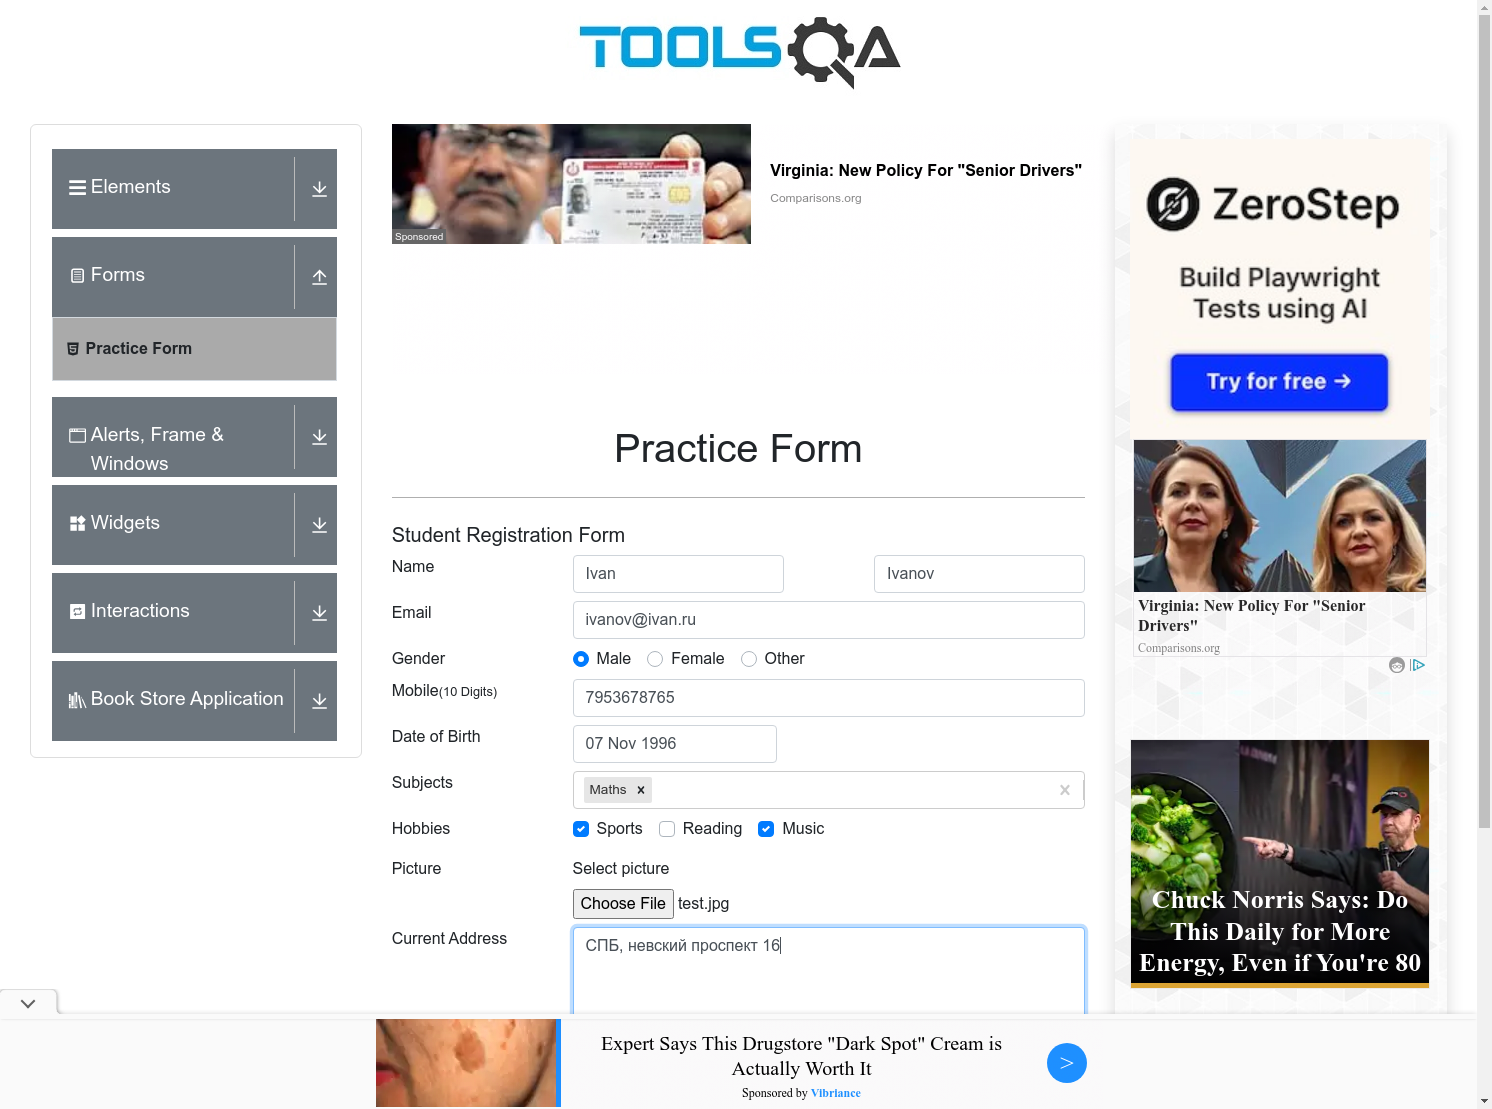 TOOLSQA
Elements
Forms
Practice Form
Alerts, Frame &
Windows
Widgets
Interactions
Book Store Application
Sponsored
Virginia: New Policy For "Senior Drivers"
Comparisons.org
Practice Form
Student Registration Form
Name Ivan Ivanov
Email ivanov@ivan.ru
Gender Male Female Other
Mobile(10 Digits) 7953678765
Date of Birth 07 Nov 1996
Subjects Maths
Hobbies Sports Reading Music
Picture Select picture
Choose File test.jpg
Current Address СПБ, невский проспект 16
ZeroStep
Build Playwright
Tests using AI
Try for free →
Virginia: New Policy For "Senior
Drivers"
Comparisons.org
Chuck Norris Says: Do
This Daily for More
Energy, Even if You're 80
Expert Says This Drugstore "Dark Spot" Cream is
Actually Worth It
Sponsored by Vibriance